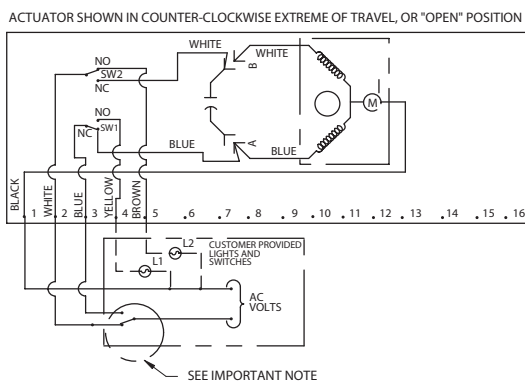 ACTUATOR SHOWN IN COUNTER-CLOCKWISE EXTREME OF TRAVEL, OR "OPEN" POSITION
WHITE
WHITE
NO
SW2
NC
B
M
NO
NC
SW1
A
BLUE
BLUE
BLACK
WHITE
BLUE
YELLOW
BROWN
1 2 3 4 5 6 7 8 9 10 11 12 13 14 15 16
L2
CUSTOMER PROVIDED
LIGHTS AND
SWITCHES
L1
AC
VOLTS
SEE IMPORTANT NOTE